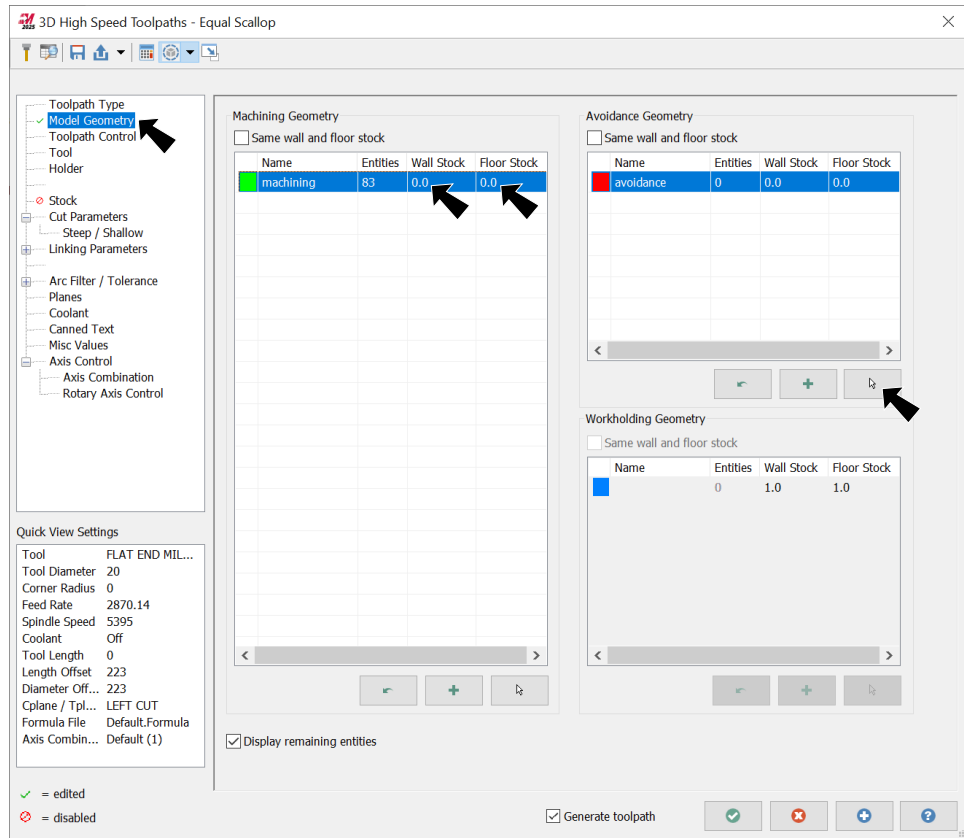 2025 3D High Speed Toolpaths - Equal Scallop
Toolpath Type
Model Geometry
Toolpath Control
Tool
Holder
Stock
Cut Parameters
Steep / Shallow
Linking Parameters
Arc Filter / Tolerance
Planes
Coolant
Canned Text
Misc Values
Axis Control
Axis Combination
Rotary Axis Control
Quick View Settings
Tool FLAT END MIL...
Tool Diameter 20
Corner Radius 0
Feed Rate 2870.14
Spindle Speed 5395
Coolant Off
Tool Length 0
Length Offset 223
Diameter Off... 223
Cplane / Tpl... LEFT CUT
Formula File Default.Formula
Axis Combin... Default (1)
= edited
= disabled
Machining Geometry
Same wall and floor stock
Name Entities Wall Stock Floor Stock
machining 83 0.0 0.0
Display remaining entities
Avoidance Geometry
Same wall and floor stock
Name Entities Wall Stock Floor Stock
avoidance 0 0.0 0.0
Workholding Geometry
Same wall and floor stock
Name Entities Wall Stock Floor Stock
0 1.0 1.0
Generate toolpath